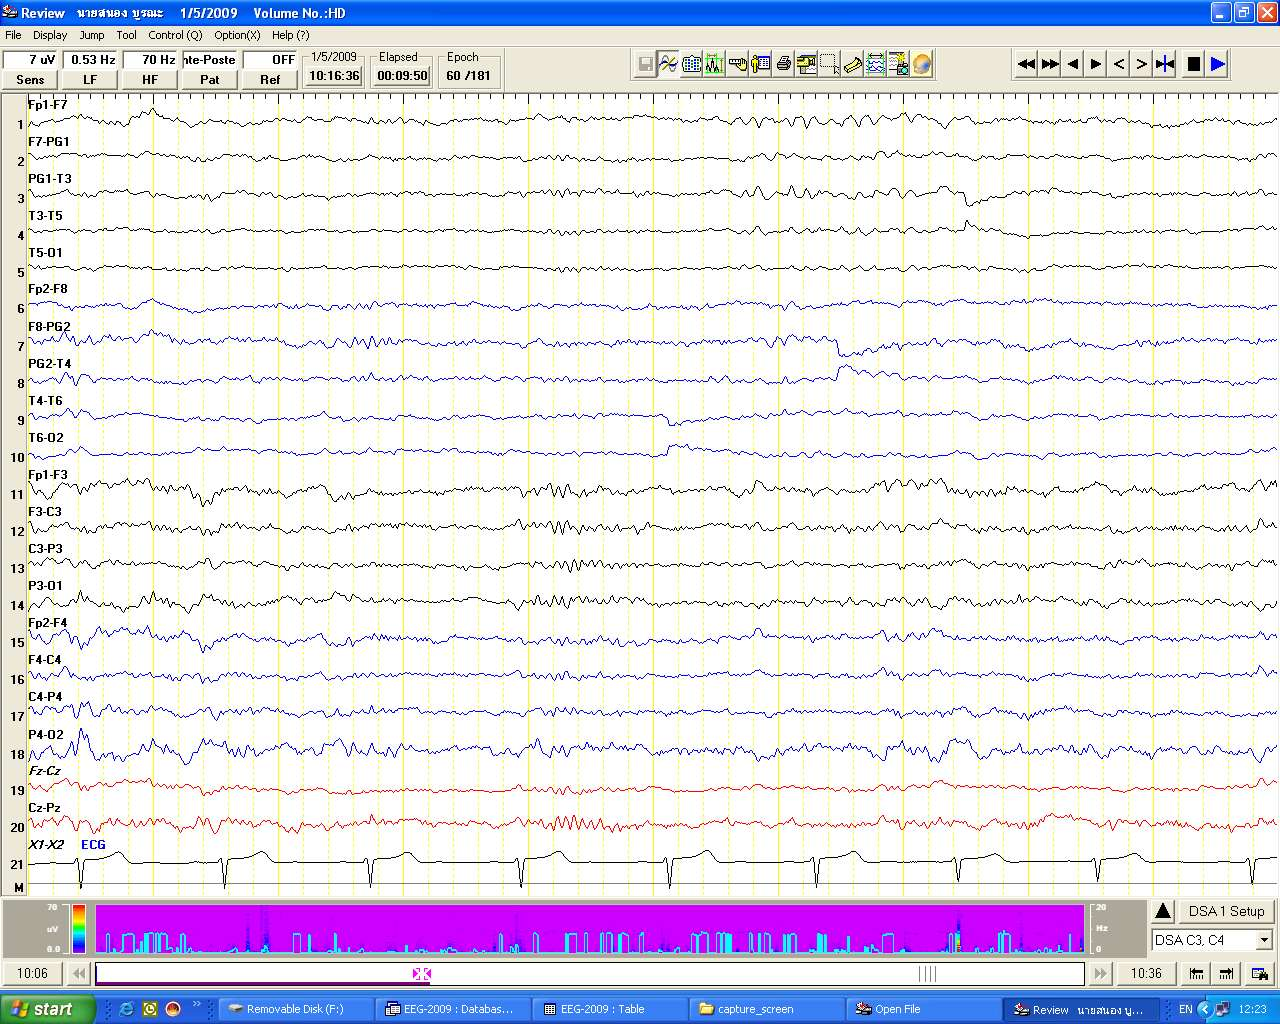 Review นายสนอง บูรณะ 1/5/2009 Volume No.:HD
File Display Jump Tool Control (Q) Option(X) Help (?)
7 uV 0.53 Hz 70 Hz nte-Poste OFF 1/5/2009 Elapsed Epoch
Sens LF HF Pat Ref 10:16:36 00:09:50 60 /181
Fp1-F7
1
F7-PG1
2
PG1-T3
3
T3-T5
4
T5-O1
5
Fp2-F8
6
F8-PG2
7
PG2-T4
8
T4-T6
9
T6-O2
10
Fp1-F3
11
F3-C3
12
C3-P3
13
P3-O1
14
Fp2-F4
15
F4-C4
16
C4-P4
17
P4-O2
18
Fz-Cz
19
Cz-Pz
20
X1-X2 ECG
21
M
70 20
uV Hz
0.0 0
DSA 1 Setup
DSA C3, C4
10:06 10:36
start Removable Disk (F:) EEG-2009 : Databas... EEG-2009 : Table capture_screen Open File Review นายสนอง บู... EN 12:23